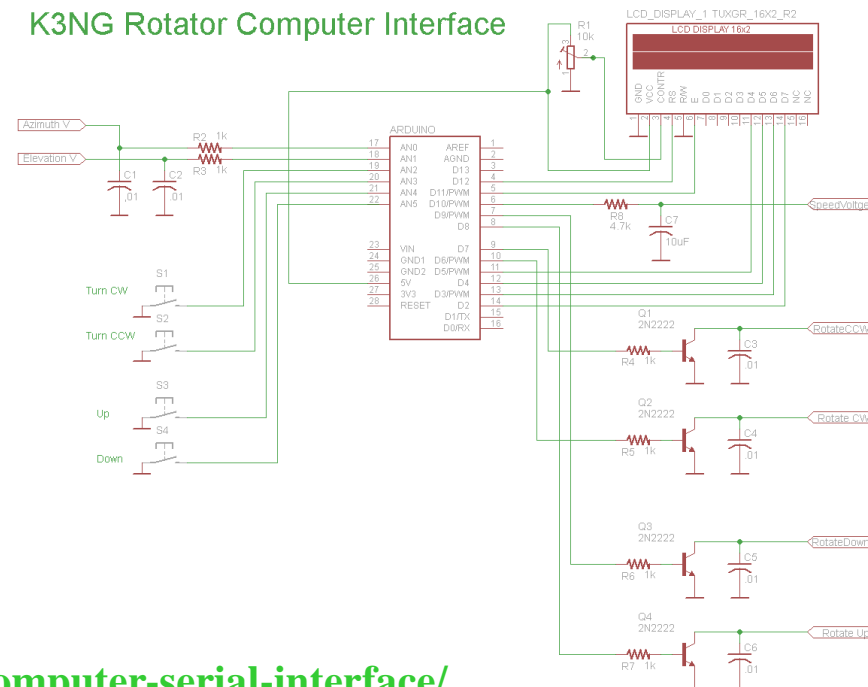 K3NG Rotator Computer Interface
R1
10k
3
2
1
LCD_DISPLAY_1 TUXGR_16X2_R2
LCD DISPLAY 16x2
GND VCC CONTR RS R/W E D0 D1 D2 D3 D4 D5 D6 D7 NC NC
1 2 3 4 5 6 7 8 9 10 11 12 13 14 15 16
Azimuth V
Elevation V
R2 1k
R3 1k
C1
.01
C2
.01
ARDUINO
17 AN0 AREF 1
18 AN1 AGND 2
19 AN2 D13 3
20 AN3 D12 4
21 AN4 D11/PWM 5
22 AN5 D10/PWM 6
D9/PWM 7
D8 8
23 VIN D7 9
24 GND1 D6/PWM 10
25 GND2 D5/PWM 11
26 5V D4 12
27 3V3 D3/PWM 13
28 RESET D2 14
D1/TX 15
D0/RX 16
R8
4.7k
C7
10uF
SpeedVoltge
Turn CW
S1
Turn CCW
S2
Up
S3
Down
S4
Q1
2N2222
R4 1k
C3
.01
RotateCCW
Q2
2N2222
R5 1k
C4
.01
Rotate CW
Q3
2N2222
R6 1k
C5
.01
RotateDown
Q4
2N2222
R7 1k
C6
.01
Rotate Up
omputer-serial-interface/